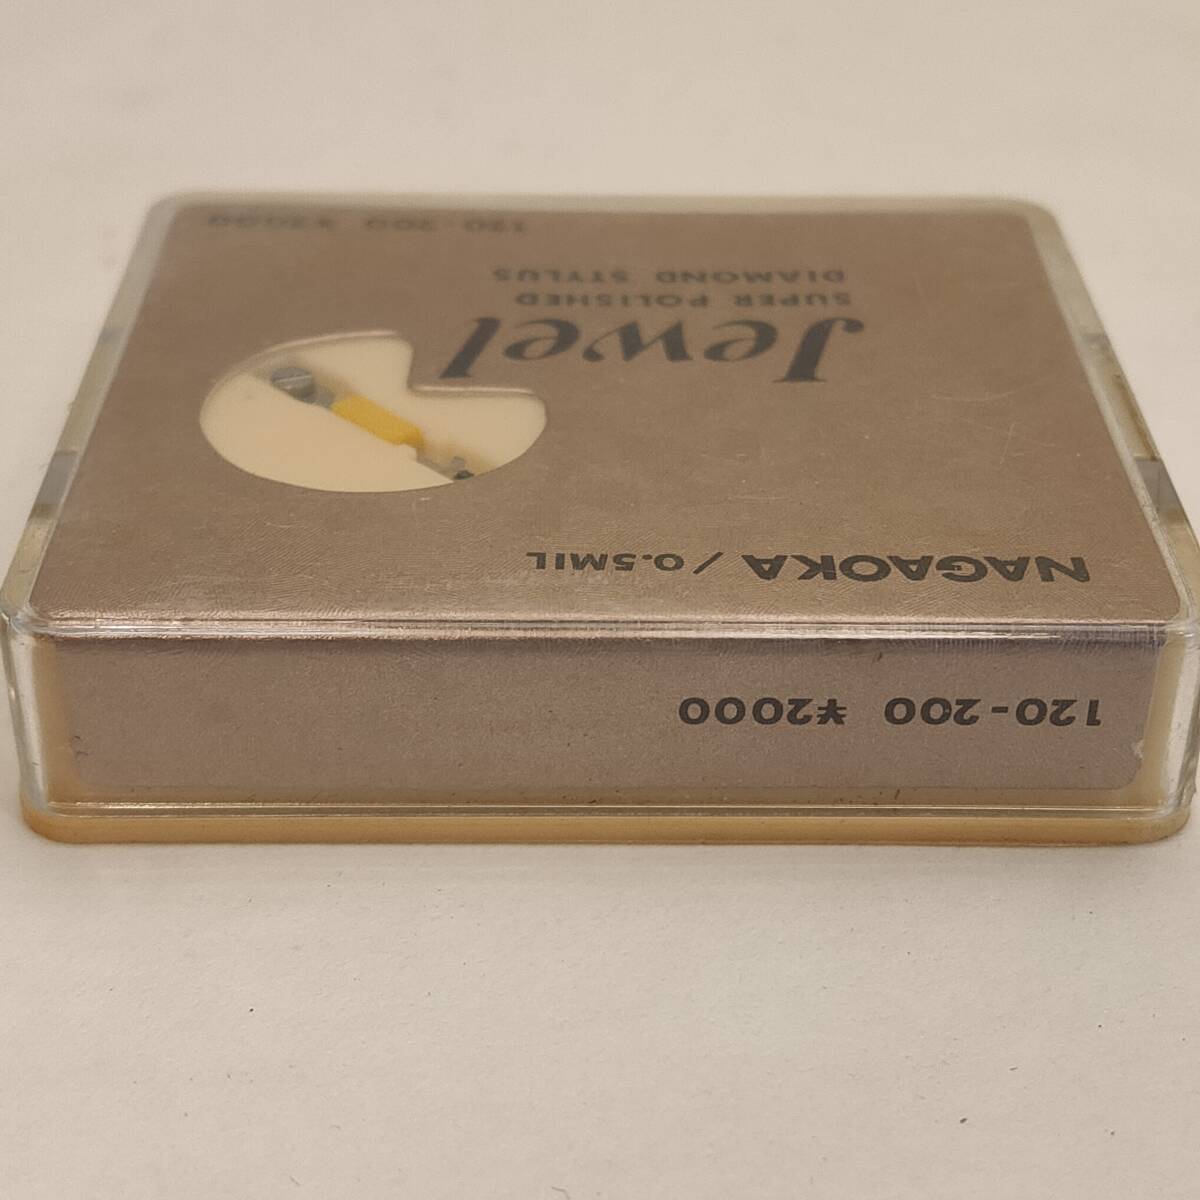 NAGAOKA / 0.5MIL
Jewel
SUPER POLISHED
DIAMOND STYLUS
120-200 ¥2000
120-200 ¥2000